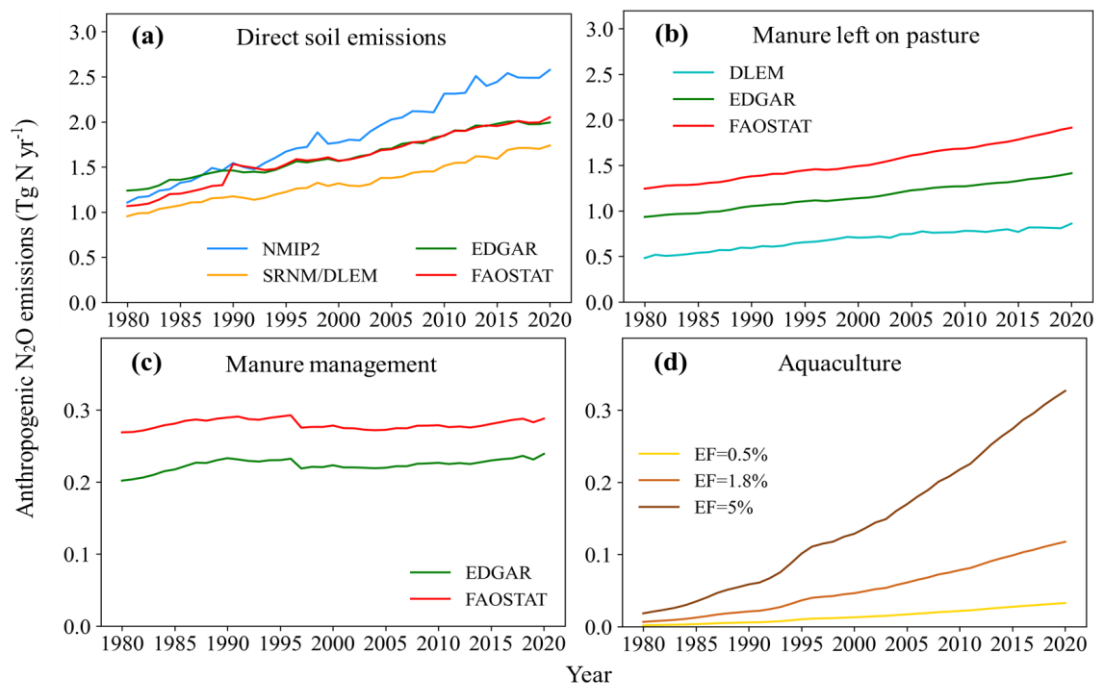 (a) Direct soil emissions
3.0
2.5
2.0
1.5
1.0
0.5
0.0
NMIP2 EDGAR
SRNM/DLEM FAOSTAT
1980 1985 1990 1995 2000 2005 2010 2015 2020
(b) Manure left on pasture
3.0
2.5
2.0
1.5
1.0
0.5
0.0
DLEM
EDGAR
FAOSTAT
1980 1985 1990 1995 2000 2005 2010 2015 2020
Anthropogenic N₂O emissions (Tg N yr⁻¹)
(c) Manure management
0.3
0.2
0.1
0.0
EDGAR
FAOSTAT
1980 1985 1990 1995 2000 2005 2010 2015 2020
(d) Aquaculture
0.3
0.2
0.1
0.0
EF=0.5%
EF=1.8%
EF=5%
1980 1985 1990 1995 2000 2005 2010 2015 2020
Year